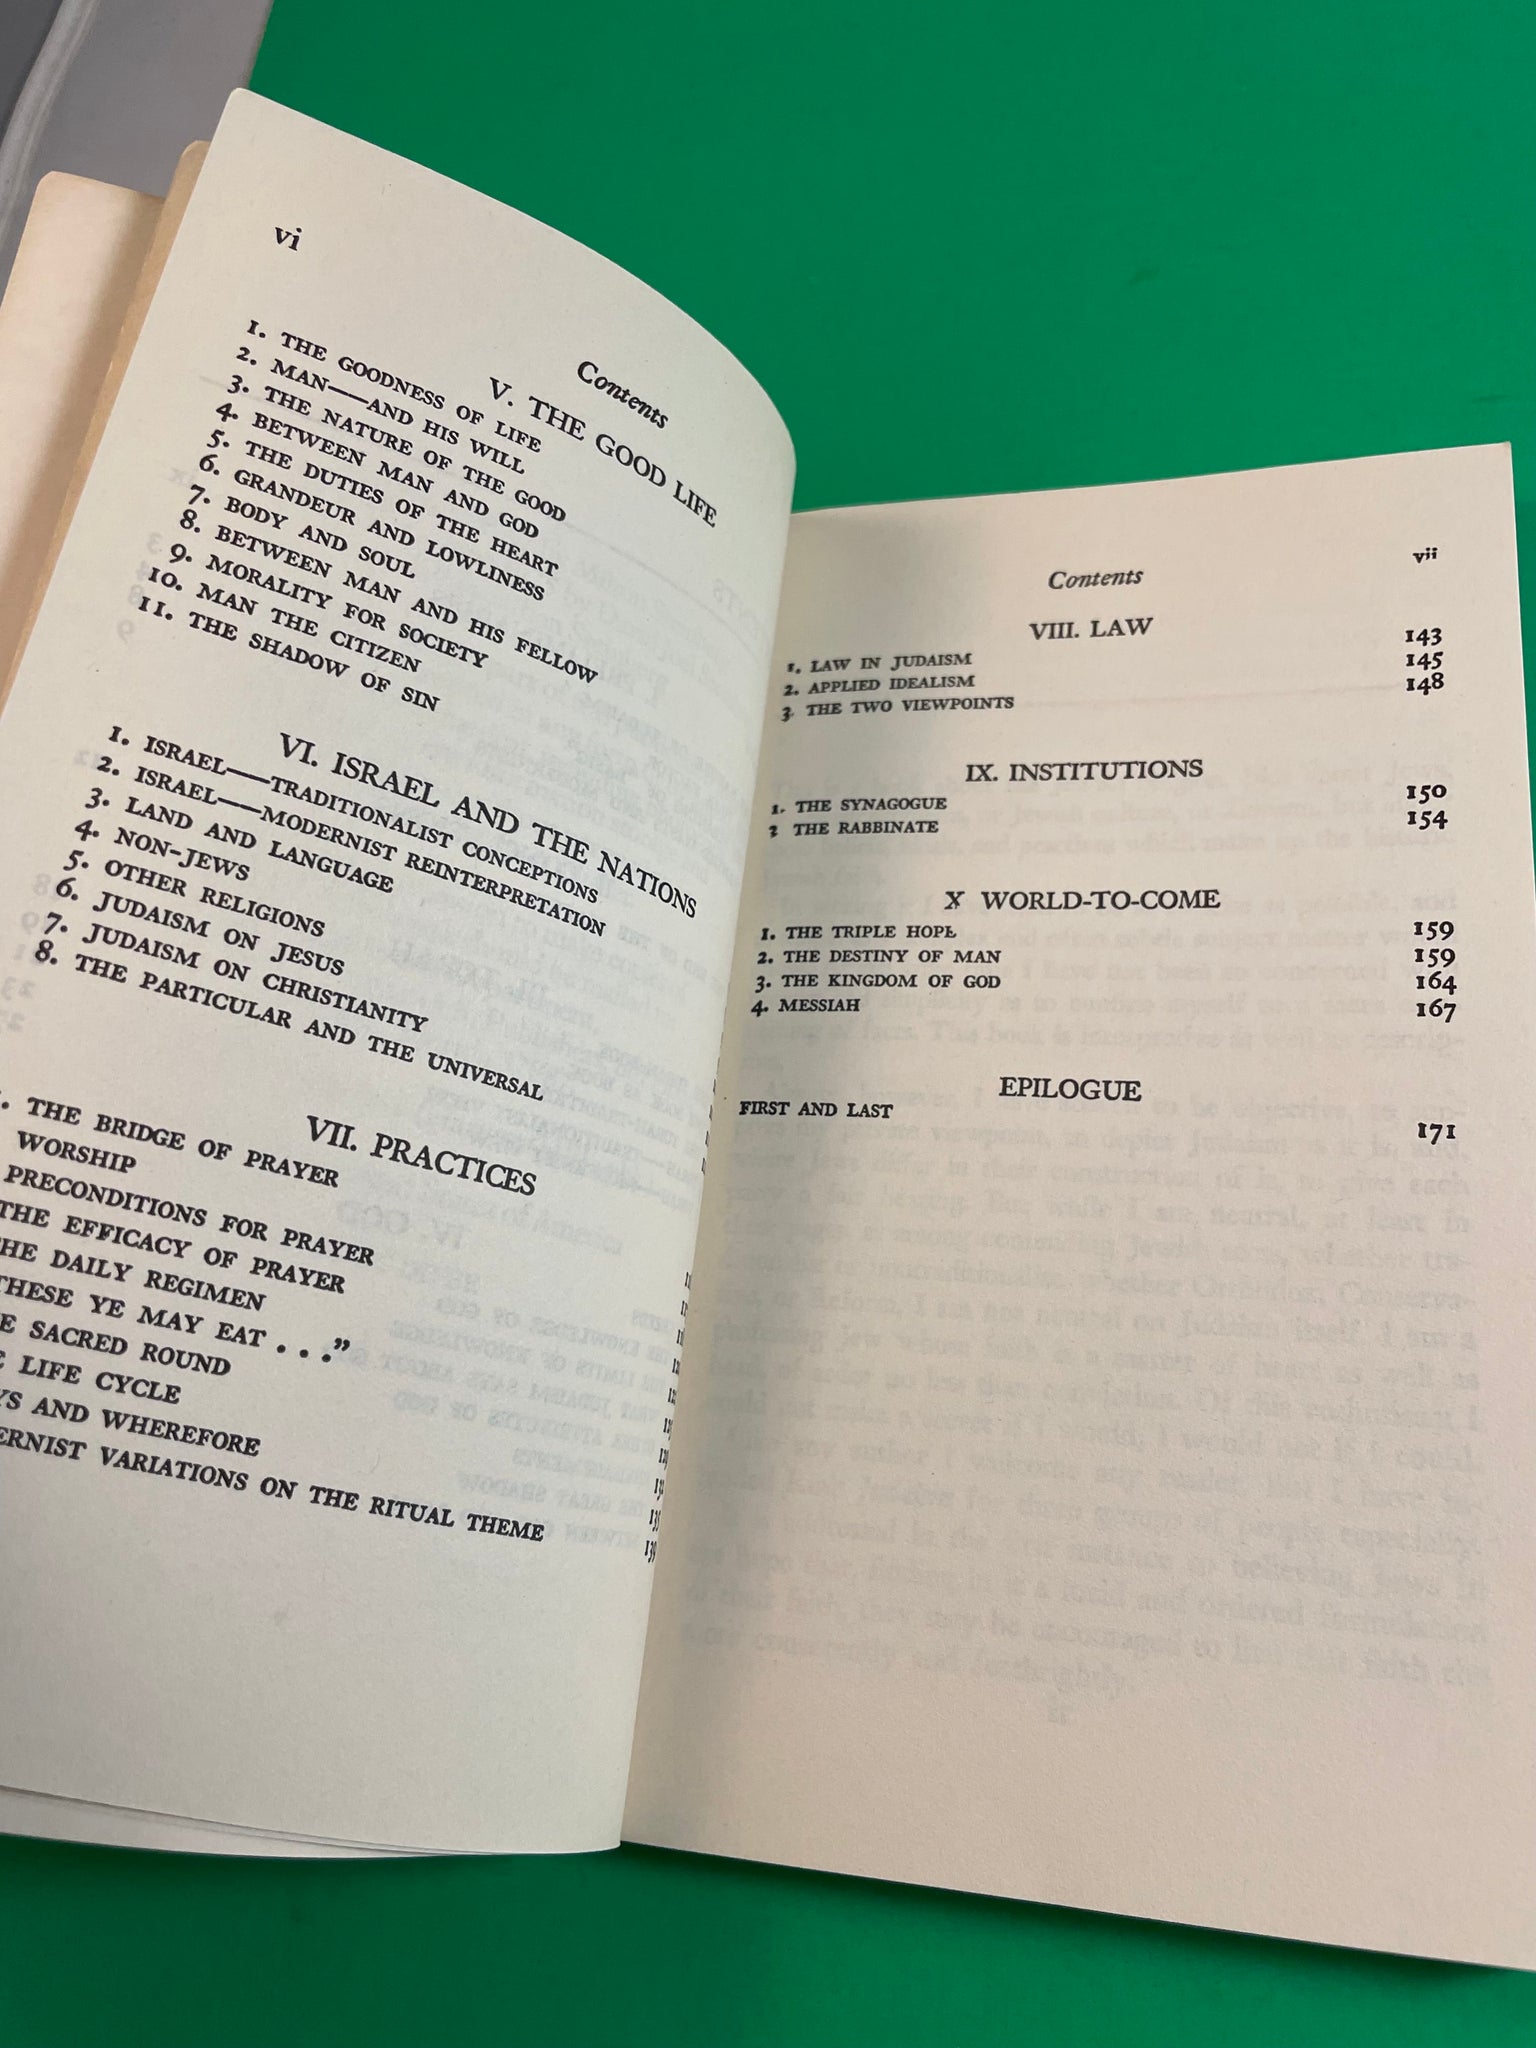 vi
Contents
V. THE GOOD LIFE
1. THE GOODNESS OF LIFE
2. MAN—AND HIS WILL
3. THE NATURE OF THE GOOD
4. BETWEEN MAN AND GOD
5. THE DUTIES OF THE HEART
6. GRANDEUR AND LOWLINESS
7. BODY AND SOUL
8. BETWEEN MAN AND HIS FELLOW
9. MORALITY FOR SOCIETY
10. MAN THE CITIZEN
11. THE SHADOW OF SIN
VI. ISRAEL AND THE NATIONS
1. ISRAEL—TRADITIONALIST CONCEPTIONS
2. ISRAEL—MODERNIST REINTERPRETATION
3. LAND AND LANGUAGE
4. NON-JEWS
5. OTHER RELIGIONS
6. JUDAISM ON JESUS
7. JUDAISM ON CHRISTIANITY
8. THE PARTICULAR AND THE UNIVERSAL
VII. PRACTICES
. THE BRIDGE OF PRAYER
WORSHIP
PRECONDITIONS FOR PRAYER
THE EFFICACY OF PRAYER
HE DAILY REGIMEN
THESE YE MAY EAT . . ."
E SACRED ROUND
LIFE CYCLE
YS AND WHEREFORE
ERNIST VARIATIONS ON THE RITUAL THEME 139
Contents vii
VIII. LAW
1. LAW IN JUDAISM 143
2. APPLIED IDEALISM 145
3. THE TWO VIEWPOINTS 148
IX. INSTITUTIONS
1. THE SYNAGOGUE 150
2 THE RABBINATE 154
X WORLD-TO-COME
1. THE TRIPLE HOPE 159
2. THE DESTINY OF MAN 159
3. THE KINGDOM OF GOD 164
4. MESSIAH 167
EPILOGUE
FIRST AND LAST 171